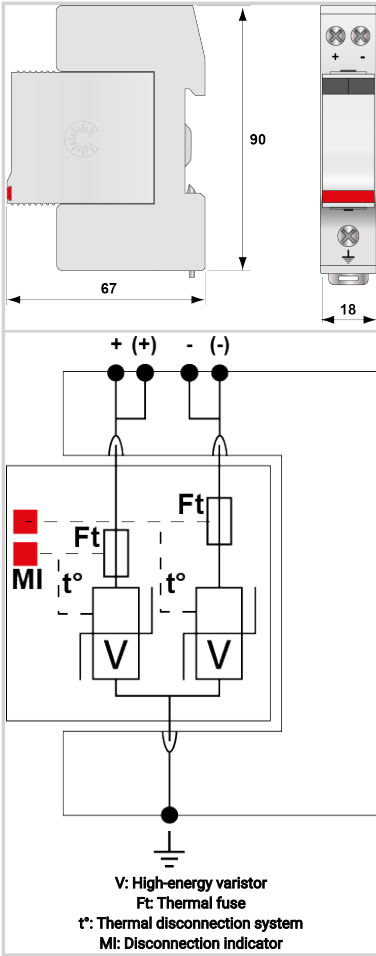 90
+ -
67
18
+ (+) - (-)
Ft
Ft
MI
t°
t°
V
V
V: High-energy varistor
Ft: Thermal fuse
t°: Thermal disconnection system
MI: Disconnection indicator